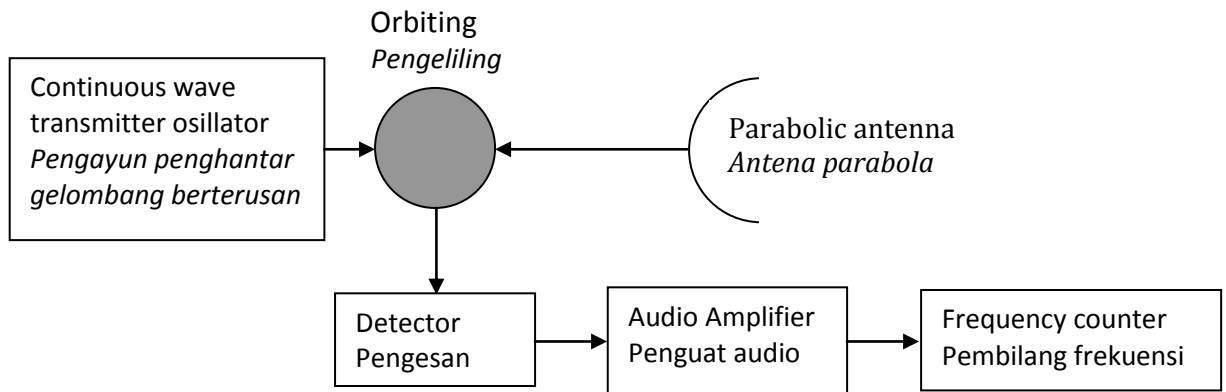 Orbiting
Pengeliling
Continuous wave
transmitter osillator
Pengayun penghantar
gelombang berterusan
Parabolic antenna
Antena parabola
Detector
Pengesan
Audio Amplifier
Penguat audio
Frequency counter
Pembilang frekuensi